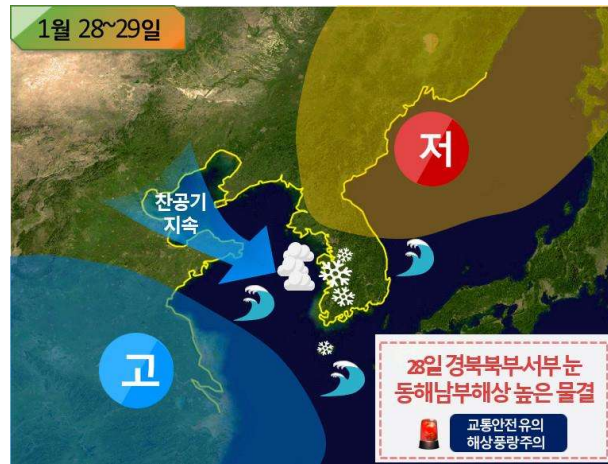 1월 28~29일
저
찬공기
지속
고
28일 경북북부·서부 눈
동해남부해상 높은 물결
교통안전 유의
해상풍랑주의